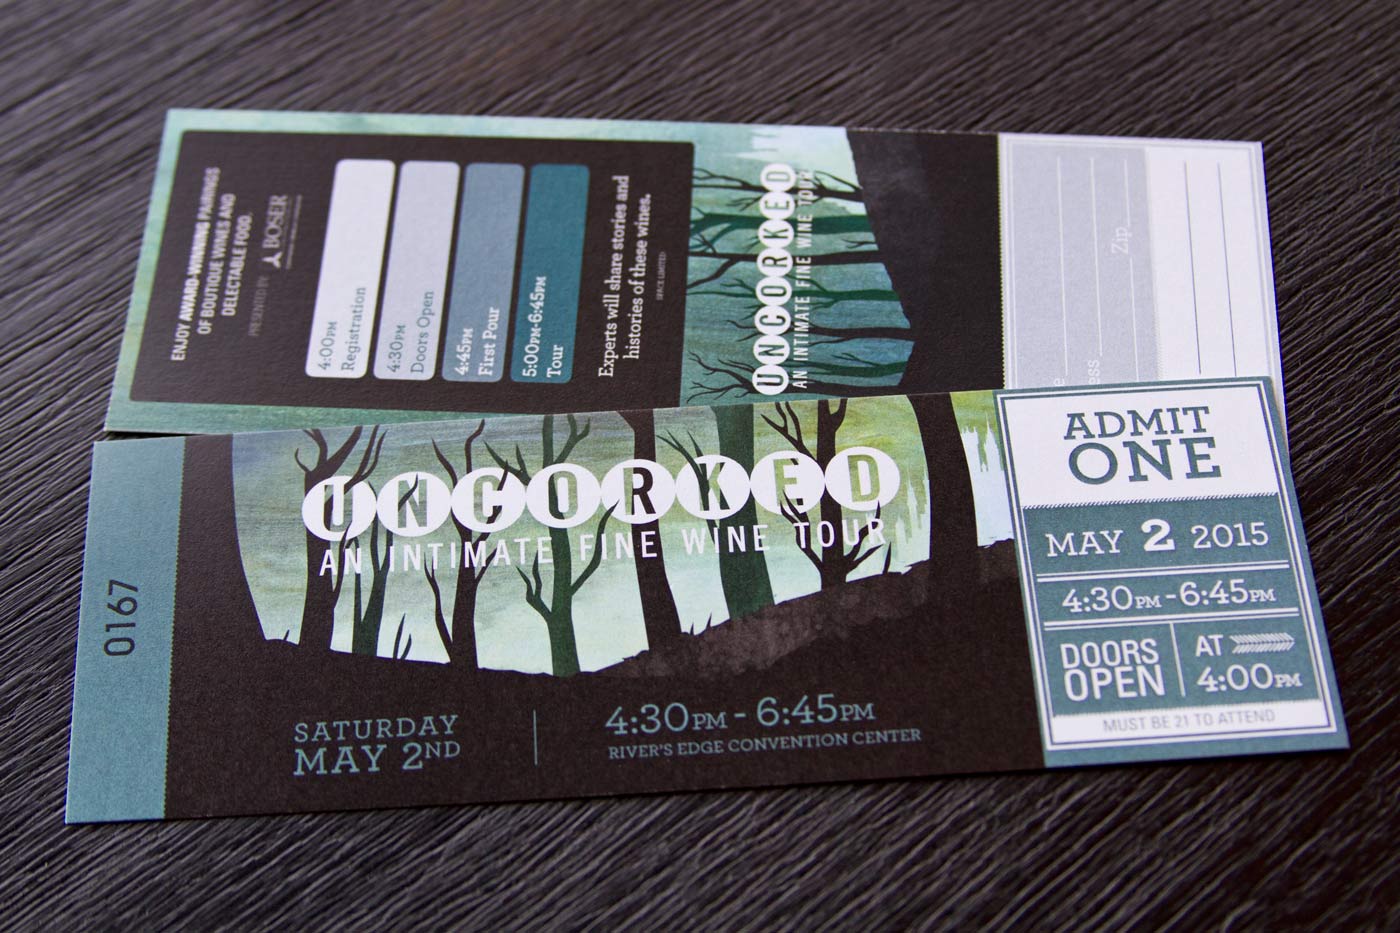 ENJOY AWARD-WINNING PAIRINGS
OF BOUTIQUE WINES AND
DELECTABLE FOOD.
PRESENTED BY
BOSER
4:00PM
Registration
4:30PM
Doors Open
4:45PM
First Pour
5:00PM-6:45PM
Tour
Experts will share stories and
histories of these wines.
SPACE LIMITED
UNCORKED
AN INTIMATE FINE WINE TOUR
Zip
0167
UNCORKED
AN INTIMATE FINE WINE TOUR
SATURDAY
MAY 2ND
4:30PM - 6:45PM
RIVER'S EDGE CONVENTION CENTER
ADMIT
ONE
MAY 2 2015
4:30PM - 6:45PM
DOORS
OPEN
AT
4:00PM
MUST BE 21 TO ATTEND